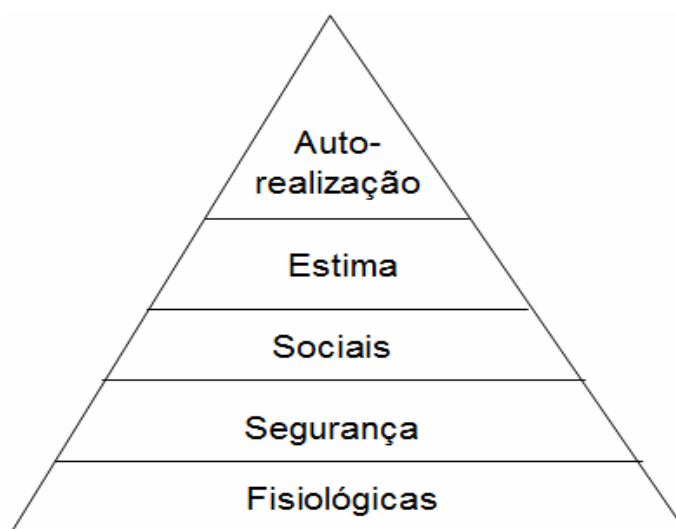 Auto-
realização
Estima
Sociais
Segurança
Fisiológicas